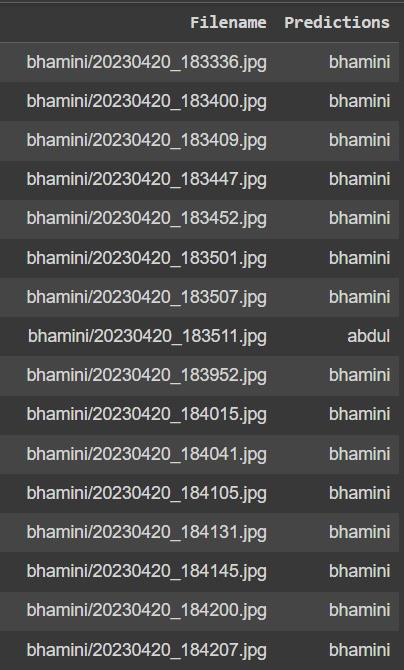 Filename Predictions
bhamini/20230420_183336.jpg bhamini
bhamini/20230420_183400.jpg bhamini
bhamini/20230420_183409.jpg bhamini
bhamini/20230420_183447.jpg bhamini
bhamini/20230420_183452.jpg bhamini
bhamini/20230420_183501.jpg bhamini
bhamini/20230420_183507.jpg bhamini
bhamini/20230420_183511.jpg abdul
bhamini/20230420_183952.jpg bhamini
bhamini/20230420_184015.jpg bhamini
bhamini/20230420_184041.jpg bhamini
bhamini/20230420_184105.jpg bhamini
bhamini/20230420_184131.jpg bhamini
bhamini/20230420_184145.jpg bhamini
bhamini/20230420_184200.jpg bhamini
bhamini/20230420_184207.jpg bhamini